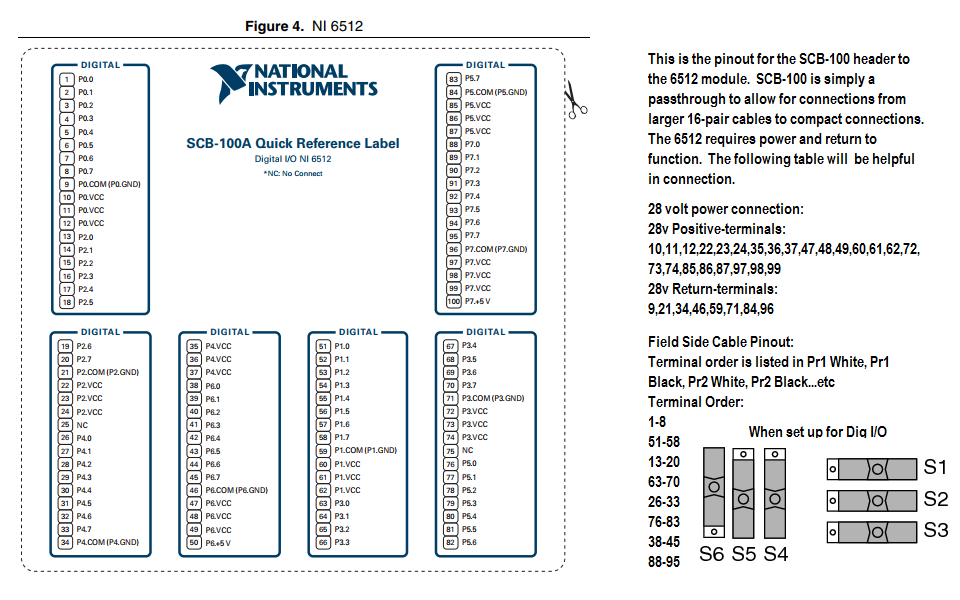 Figure 4. NI 6512
DIGITAL
1 P0.0
2 P0.1
3 P0.2
4 P0.3
5 P0.4
6 P0.5
7 P0.6
8 P0.7
9 P0.COM (P0.GND)
10 P0.VCC
11 P0.VCC
12 P0.VCC
13 P2.0
14 P2.1
15 P2.2
16 P2.3
17 P2.4
18 P2.5
NATIONAL
INSTRUMENTS
SCB-100A Quick Reference Label
Digital I/O NI 6512
*NC: No Connect
DIGITAL
83 P5.7
84 P5.COM (P5.GND)
85 P5.VCC
86 P5.VCC
87 P5.VCC
88 P7.0
89 P7.1
90 P7.2
91 P7.3
92 P7.4
93 P7.5
94 P7.6
95 P7.7
96 P7.COM (P7.GND)
97 P7.VCC
98 P7.VCC
99 P7.VCC
100 P7.+5 V
DIGITAL
19 P2.6
20 P2.7
21 P2.COM (P2.GND)
22 P2.VCC
23 P2.VCC
24 P2.VCC
25 NC
26 P4.0
27 P4.1
28 P4.2
29 P4.3
30 P4.4
31 P4.5
32 P4.6
33 P4.7
34 P4.COM (P4.GND)
DIGITAL
35 P4.VCC
36 P4.VCC
37 P4.VCC
38 P6.0
39 P6.1
40 P6.2
41 P6.3
42 P6.4
43 P6.5
44 P6.6
45 P6.7
46 P6.COM (P6.GND)
47 P6.VCC
48 P6.VCC
49 P6.VCC
50 P6.+5 V
DIGITAL
51 P1.0
52 P1.1
53 P1.2
54 P1.3
55 P1.4
56 P1.5
57 P1.6
58 P1.7
59 P1.COM (P1.GND)
60 P1.VCC
61 P1.VCC
62 P1.VCC
63 P3.0
64 P3.1
65 P3.2
66 P3.3
DIGITAL
67 P3.4
68 P3.5
69 P3.6
70 P3.7
71 P3.COM (P3.GND)
72 P3.VCC
73 P3.VCC
74 P3.VCC
75 NC
76 P5.0
77 P5.1
78 P5.2
79 P5.3
80 P5.4
81 P5.5
82 P5.6
This is the pinout for the SCB-100 header to
the 6512 module. SCB-100 is simply a
passthrough to allow for connections from
larger 16-pair cables to compact connections.
The 6512 requires power and return to
function. The following table will be helpful
in connection.
28 volt power connection:
28v Positive-terminals:
10,11,12,22,23,24,35,36,37,47,48,49,60,61,62,72,
73,74,85,86,87,97,98,99
28v Return-terminals:
9,21,34,46,59,71,84,96
Field Side Cable Pinout:
Terminal order is listed in Pr1 White, Pr1
Black, Pr2 White, Pr2 Black...etc
Terminal Order:
1-8
51-58
13-20
63-70
26-33
76-83
38-45
88-95
When set up for Dig I/O
S1
S2
S3
S6 S5 S4